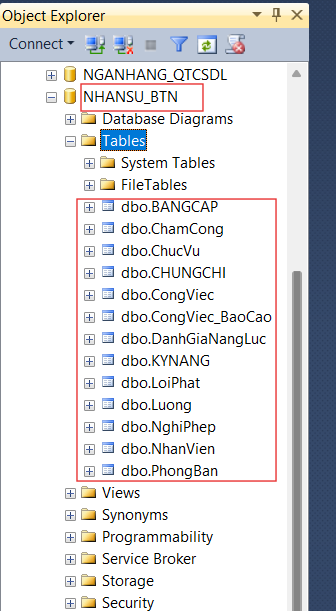 Object Explorer
Connect
NGANHANG_QTCSDL
NHANSU_BTN
Database Diagrams
Tables
System Tables
FileTables
dbo.BANGCAP
dbo.ChamCong
dbo.ChucVu
dbo.CHUNGCHI
dbo.CongViec
dbo.CongViec_BaoCao
dbo.DanhGiaNangLuc
dbo.KYNANG
dbo.LoiPhat
dbo.Luong
dbo.NghiPhep
dbo.NhanVien
dbo.PhongBan
Views
Synonyms
Programmability
Service Broker
Storage
Security